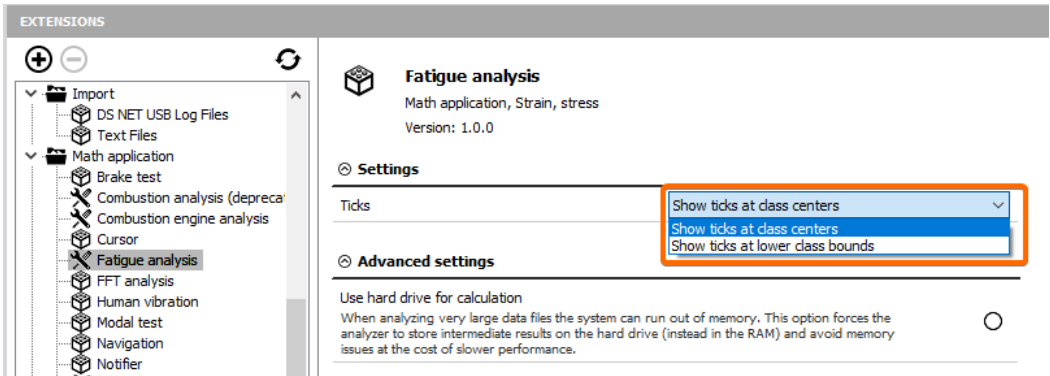 EXTENSIONS
Import
DS NET USB Log Files
Text Files
Math application
Brake test
Combustion analysis (deprecat
Combustion engine analysis
Cursor
Fatigue analysis
FFT analysis
Human vibration
Modal test
Navigation
Notifier
Fatigue analysis
Math application, Strain, stress
Version: 1.0.0
Settings
Ticks
Show ticks at class centers
Show ticks at class centers
Show ticks at lower class bounds
Advanced settings
Use hard drive for calculation
When analyzing very large data files the system can run out of memory. This option forces the
analyzer to store intermediate results on the hard drive (instead in the RAM) and avoid memory
issues at the cost of slower performance.